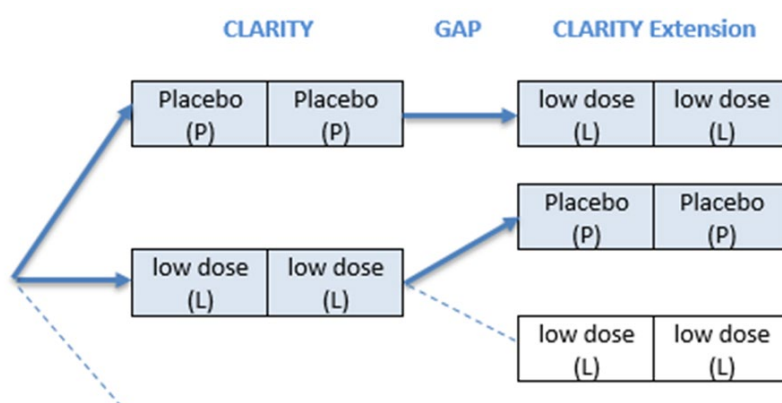 CLARITY GAP CLARITY Extension
Placebo Placebo low dose low dose
(P) (P) (L) (L)
Placebo Placebo
(P) (P)
low dose low dose
(L) (L)
low dose low dose
(L) (L)